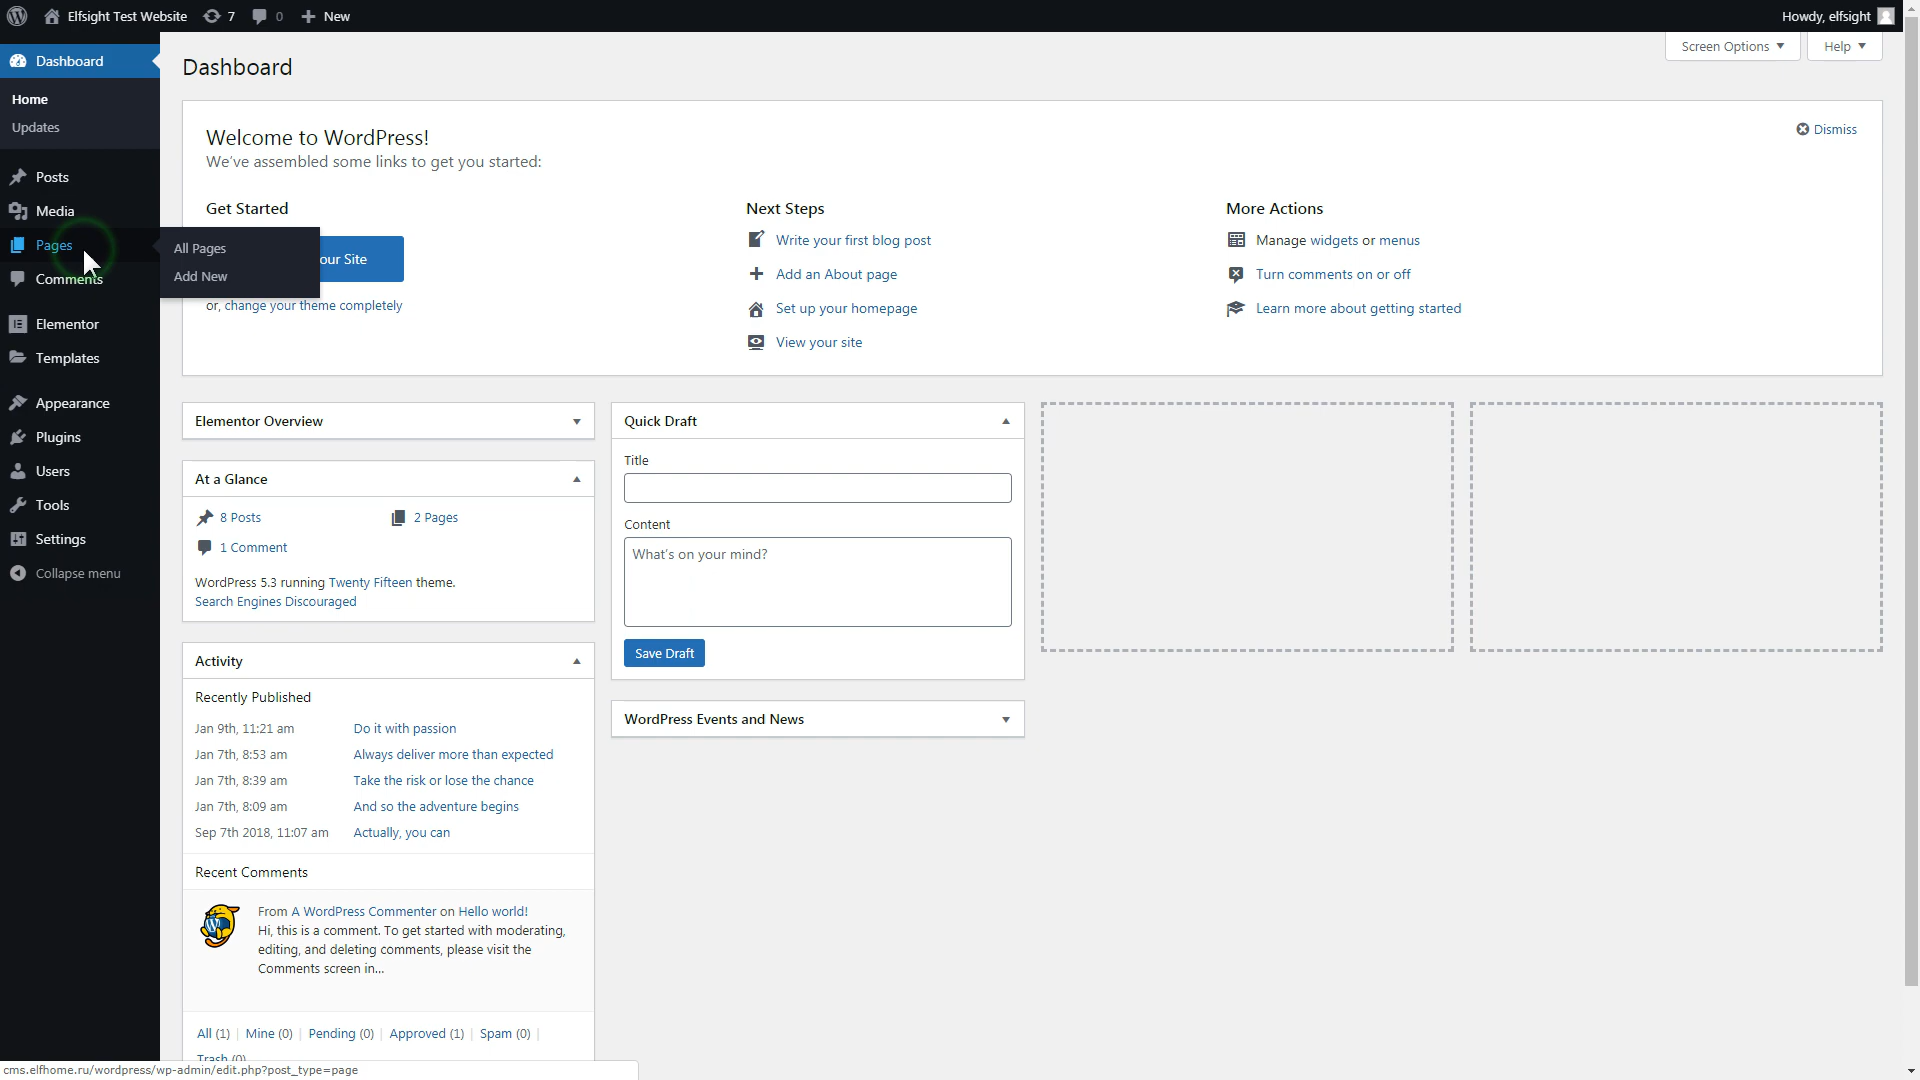 Elfsight Test Website
7
0
New
Howdy, elfsight
Screen Options
Help
Dashboard
Home
Updates
Posts
Media
Pages
All Pages
Add New
Comments
Elementor
Templates
Appearance
Plugins
Users
Tools
Settings
Collapse menu
Dashboard
Welcome to WordPress!
We've assembled some links to get you started:
Dismiss
Get Started
our Site
or, change your theme completely
Next Steps
Write your first blog post
Add an About page
Set up your homepage
View your site
More Actions
Manage widgets or menus
Turn comments on or off
Learn more about getting started
Elementor Overview
At a Glance
8 Posts
2 Pages
1 Comment
WordPress 5.3 running Twenty Fifteen theme.
Search Engines Discouraged
Activity
Recently Published
Jan 9th, 11:21 am Do it with passion
Jan 7th, 8:53 am Always deliver more than expected
Jan 7th, 8:39 am Take the risk or lose the chance
Jan 7th, 8:09 am And so the adventure begins
Sep 7th 2018, 11:07 am Actually, you can
Recent Comments
From A WordPress Commenter on Hello world!
Hi, this is a comment. To get started with moderating,
editing, and deleting comments, please visit the
Comments screen in...
All (1) | Mine (0) | Pending (0) | Approved (1) | Spam (0) |
Trash (0)
Quick Draft
Title
Content
What's on your mind?
Save Draft
WordPress Events and News
cms.elfhome.ru/wordpress/wp-admin/edit.php?post_type=page